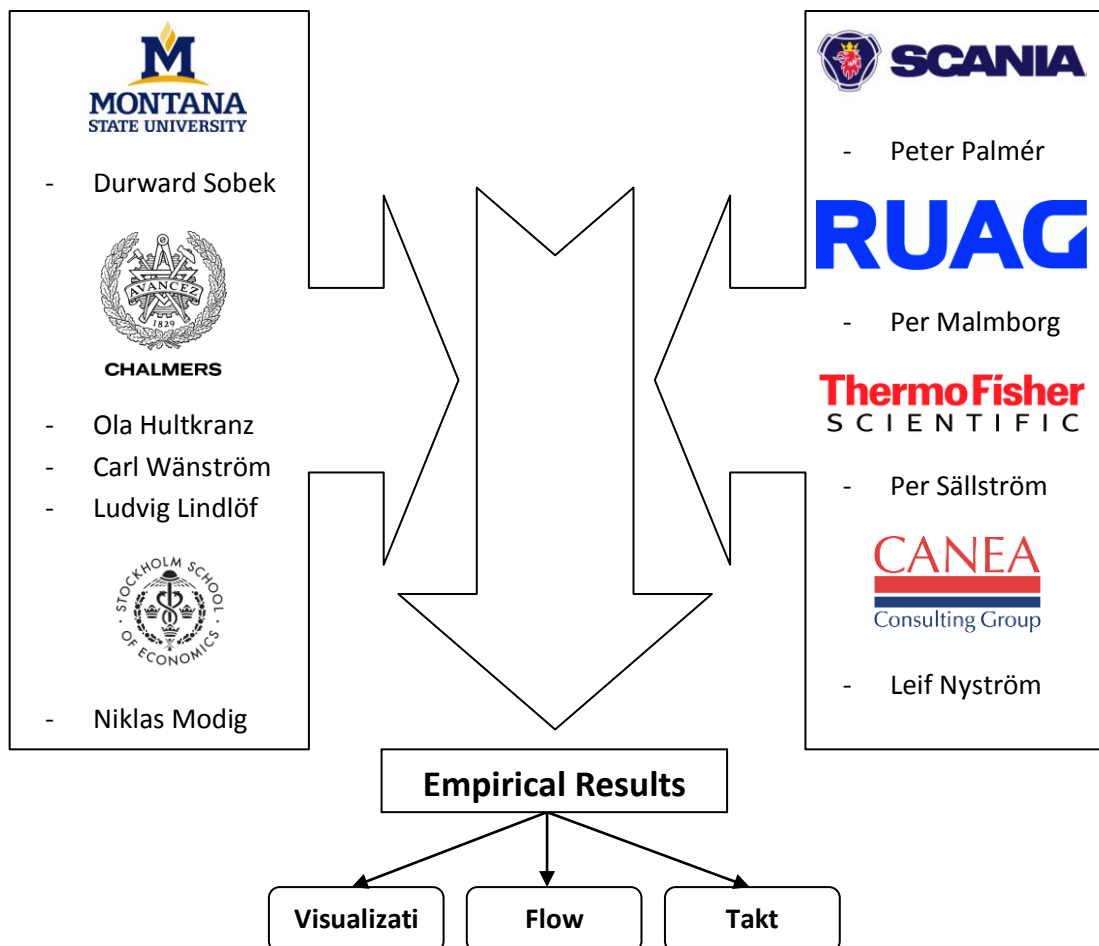 MONTANA
STATE UNIVERSITY
- Durward Sobek
AVANCEZ
1829
CHALMERS
- Ola Hultkranz
- Carl Wänström
- Ludvig Lindlöf
STOCKHOLM SCHOOL
OF ECONOMICS
- Niklas Modig
SCANIA
- Peter Palmér
RUAG
- Per Malmborg
ThermoFisher
SCIENTIFIC
- Per Sällström
CANEA
Consulting Group
- Leif Nyström
Empirical Results
Visualizati
Flow
Takt